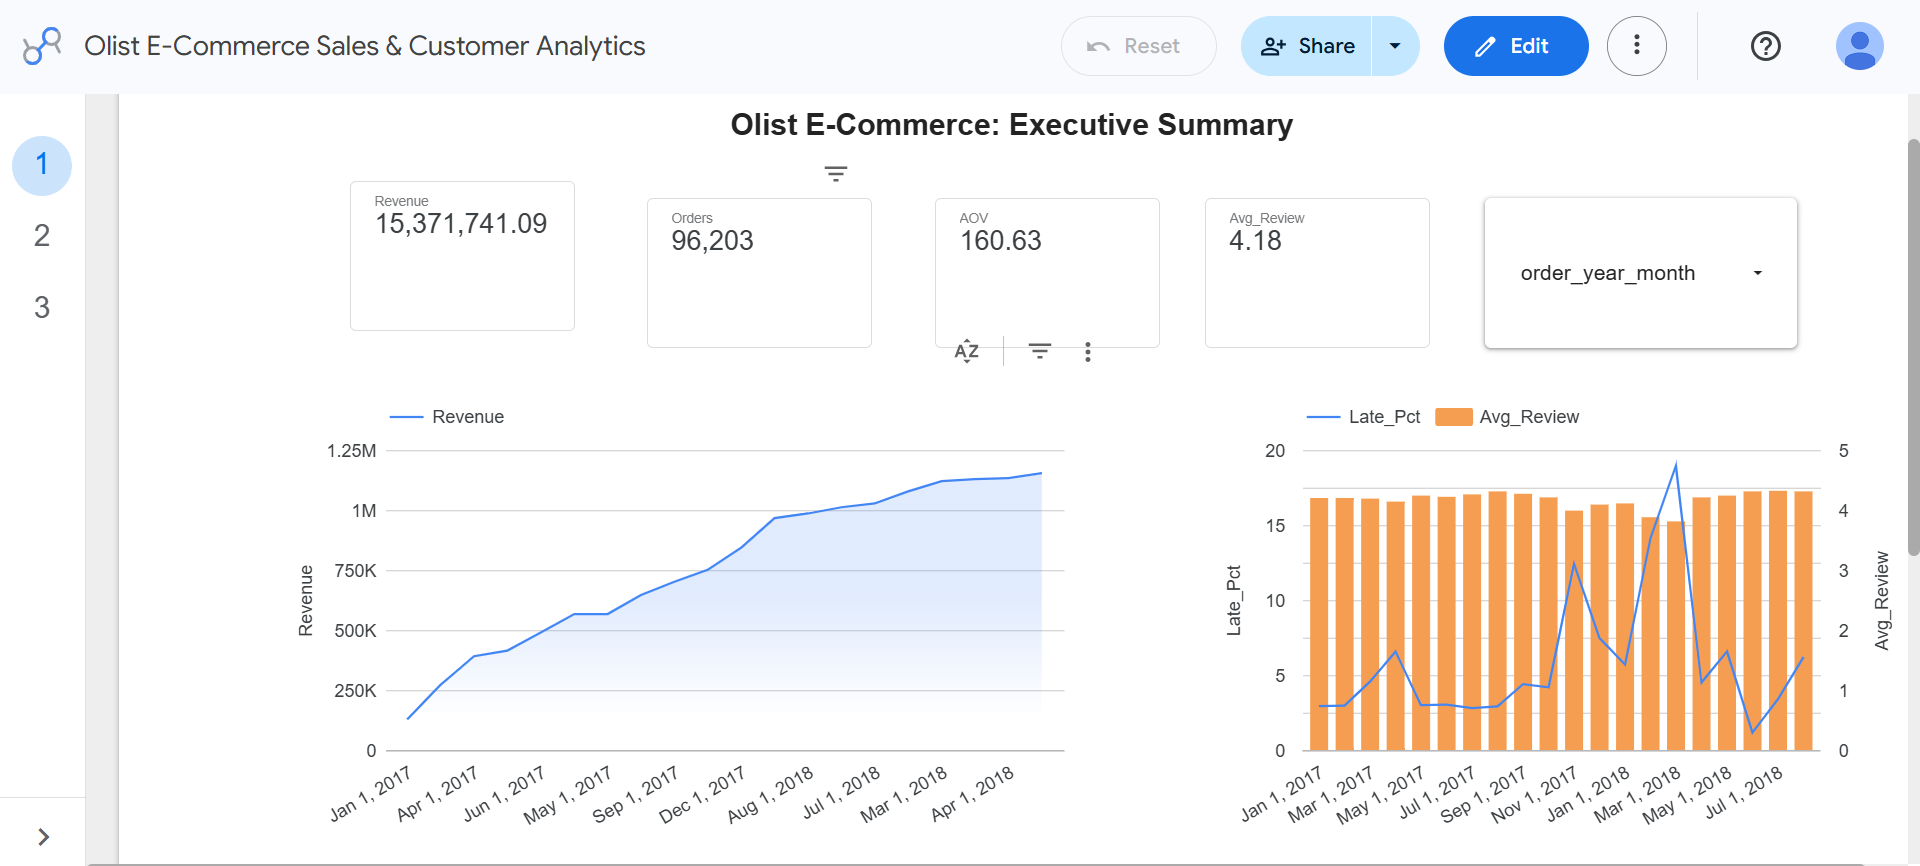 Olist E-Commerce Sales & Customer Analytics
Reset
Share
Edit
1
2
3
Olist E-Commerce: Executive Summary
Revenue
15,371,741.09
Orders
96,203
AOV
160.63
Avg_Review
4.18
order_year_month
AZ
Revenue
1.25M
1M
750K
500K
250K
0
Revenue
Jan 1, 2017
Apr 1, 2017
Jun 1, 2017
May 1, 2017
Sep 1, 2017
Dec 1, 2017
Aug 1, 2018
Jul 1, 2018
Mar 1, 2018
Apr 1, 2018
Late_Pct
Avg_Review
20
15
10
5
0
Late_Pct
5
4
3
2
1
0
Avg_Review
Jan 1, 2017
Mar 1, 2017
May 1, 2017
Jul 1, 2017
Sep 1, 2017
Nov 1, 2017
Jan 1, 2018
Mar 1, 2018
May 1, 2018
Jul 1, 2018